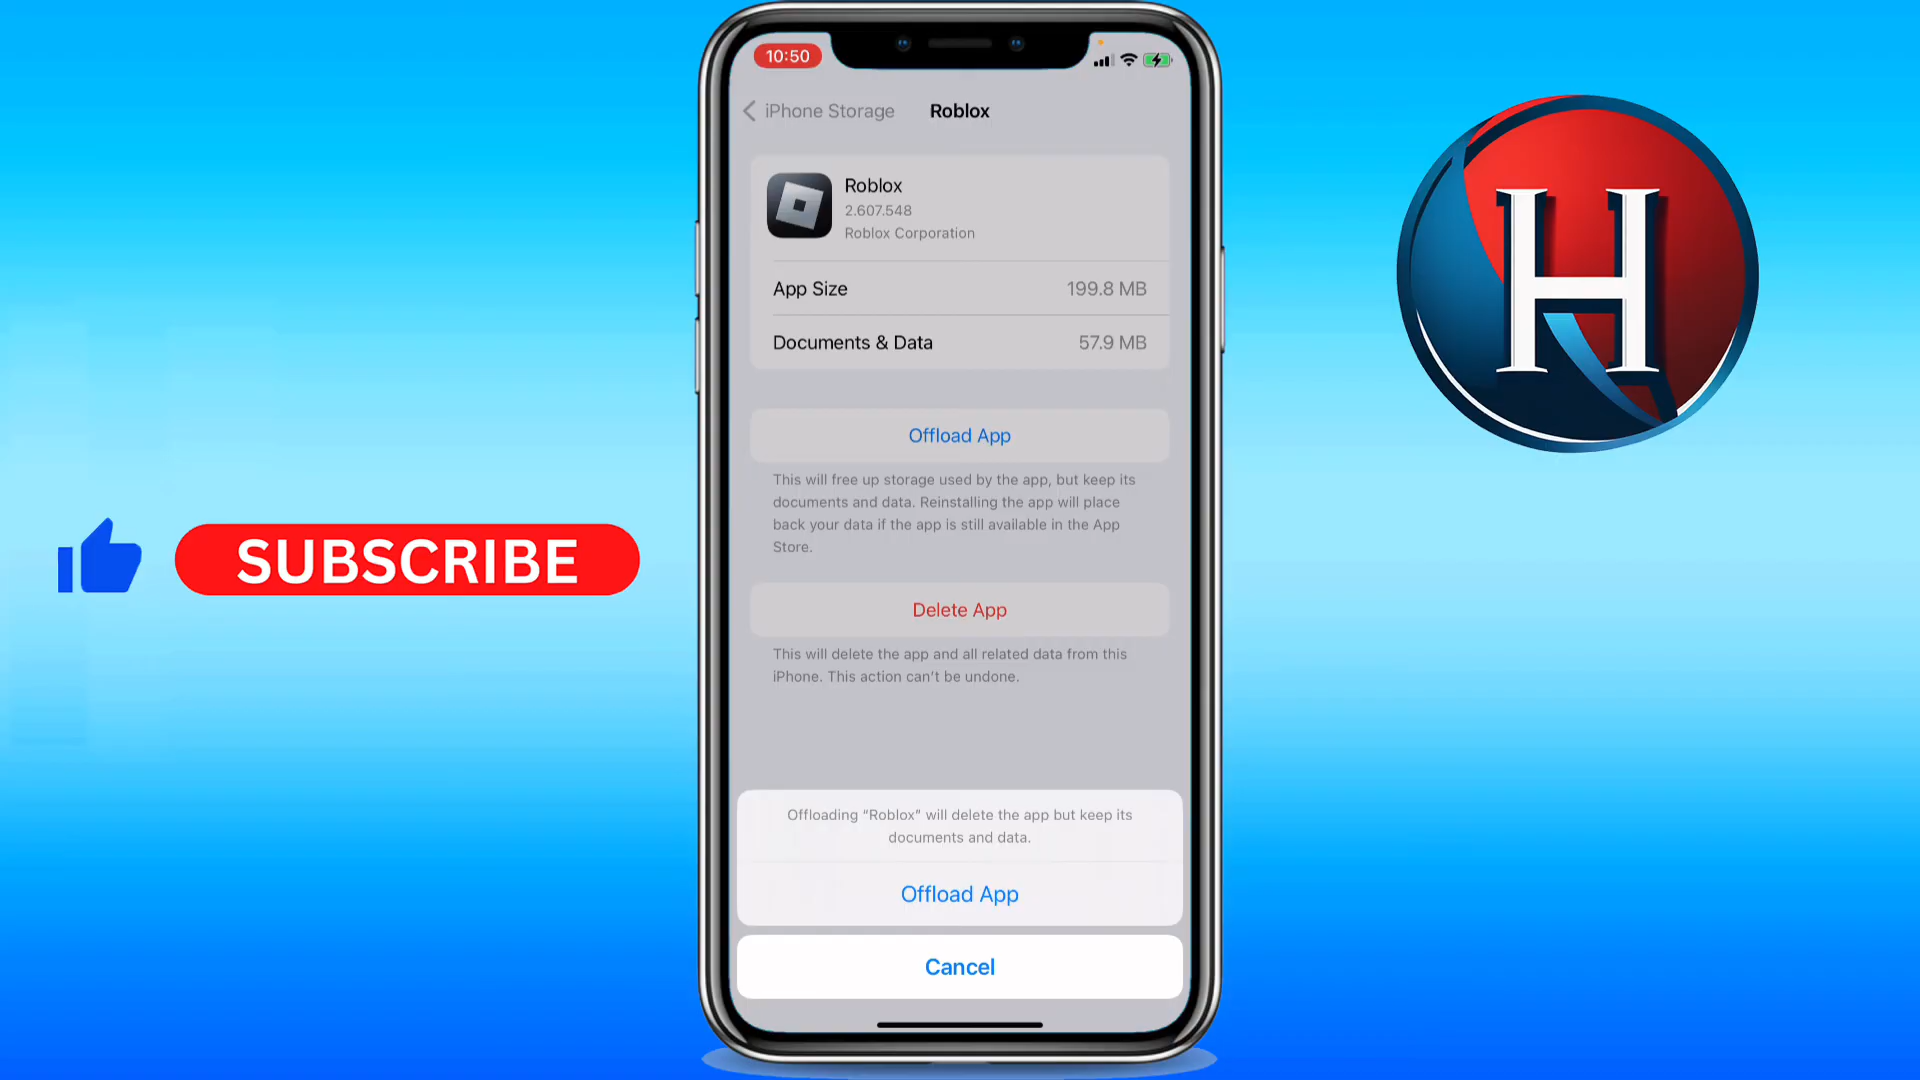 10:50
iPhone Storage
Roblox
Roblox
2.607.548
Roblox Corporation
App Size
199.8 MB
Documents & Data
57.9 MB
Offload App
This will free up storage used by the app, but keep its
documents and data. Reinstalling the app will place
back your data if the app is still available in the App
Store.
Delete App
This will delete the app and all related data from this
iPhone. This action can't be undone.
Offloading “Roblox” will delete the app but keep its
documents and data.
Offload App
Cancel
SUBSCRIBE
H